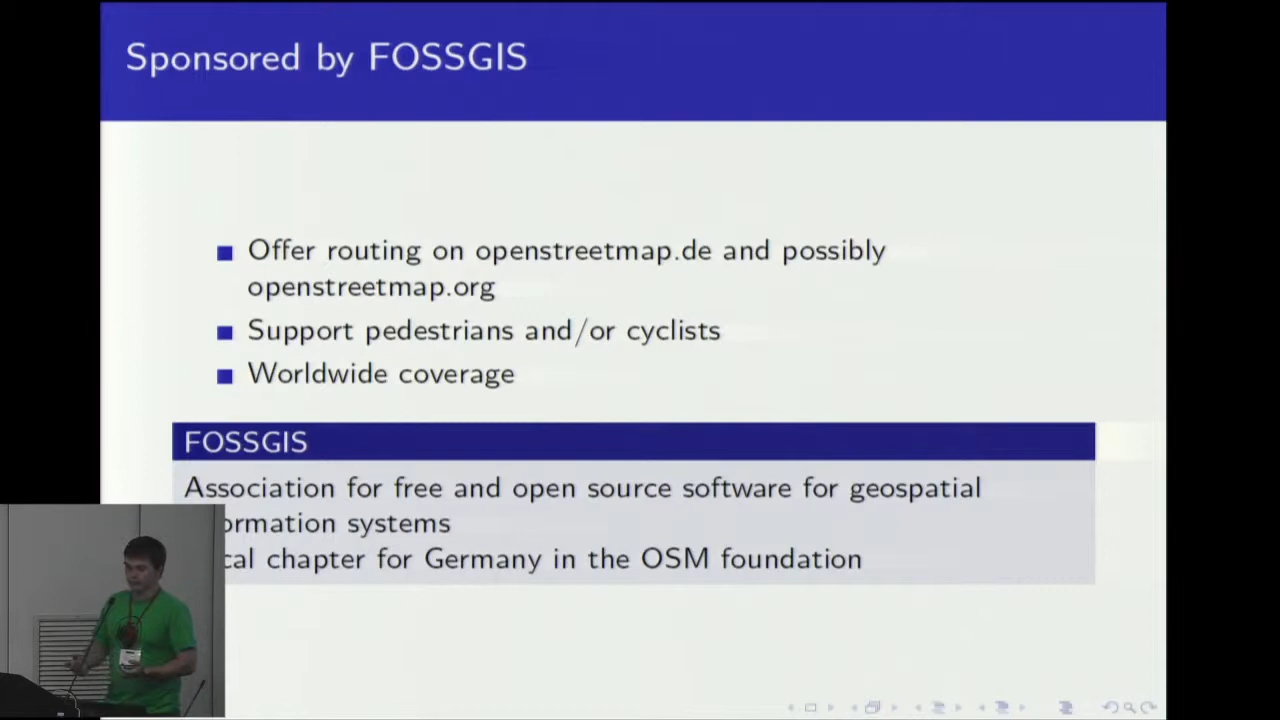 Sponsored by FOSSGIS
Offer routing on openstreetmap.de and possibly
openstreetmap.org
Support pedestrians and/or cyclists
Worldwide coverage
FOSSGIS
Association for free and open source software for geospatial
ormation systems
cal chapter for Germany in the OSM foundation